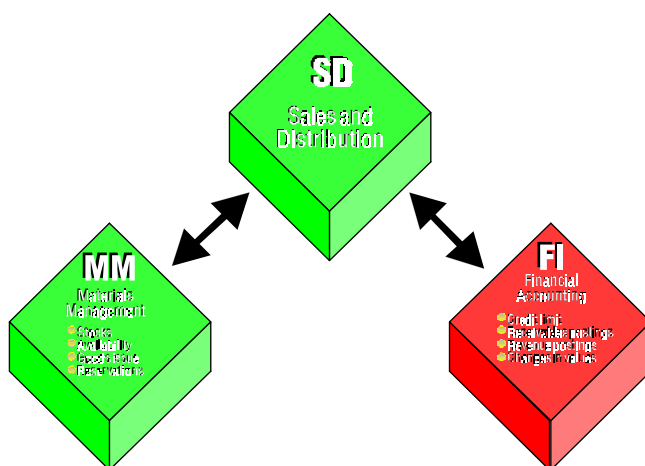 SD
Sales and
Distribution
MM
Materials
Management
Stocks
Availability
Goods issue
Reservations
FI
Financial
Accounting
Credit limit
Receivables postings
Revenue postings
Changes in values